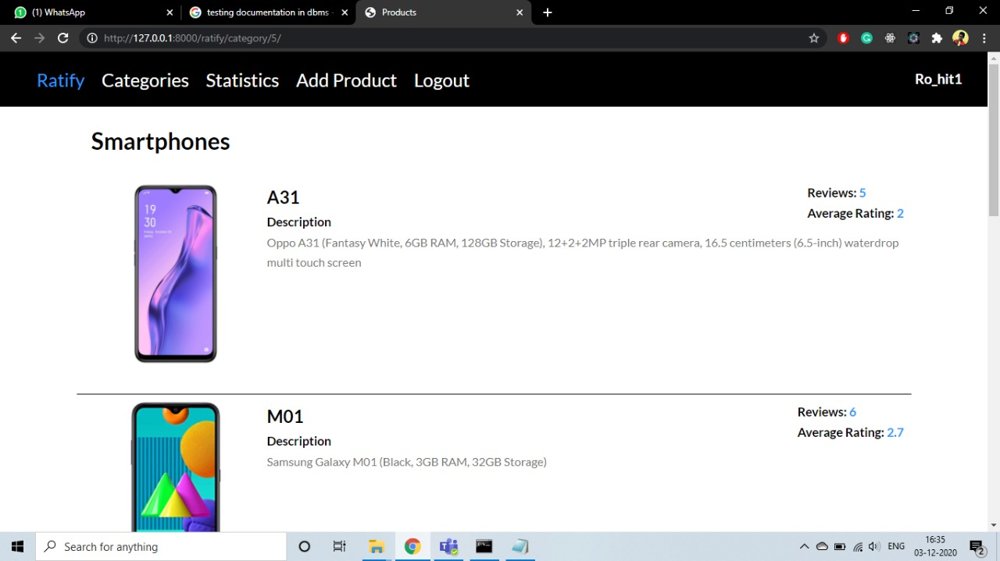 (1) WhatsApp
testing documentation in dbms -
Products
http://127.0.0.1:8000/ratify/category/5/
Ratify Categories Statistics Add Product Logout
Ro_hit1
Smartphones
19
30
A31
Reviews: 5
Average Rating: 2
Description
Oppo A31 (Fantasy White, 6GB RAM, 128GB Storage), 12+2+2MP triple rear camera, 16.5 centimeters (6.5-inch) waterdrop
multi touch screen
M01
Reviews: 6
Average Rating: 2.7
Description
Samsung Galaxy M01 (Black, 3GB RAM, 32GB Storage)
Search for anything
ENG
16:35
03-12-2020
2